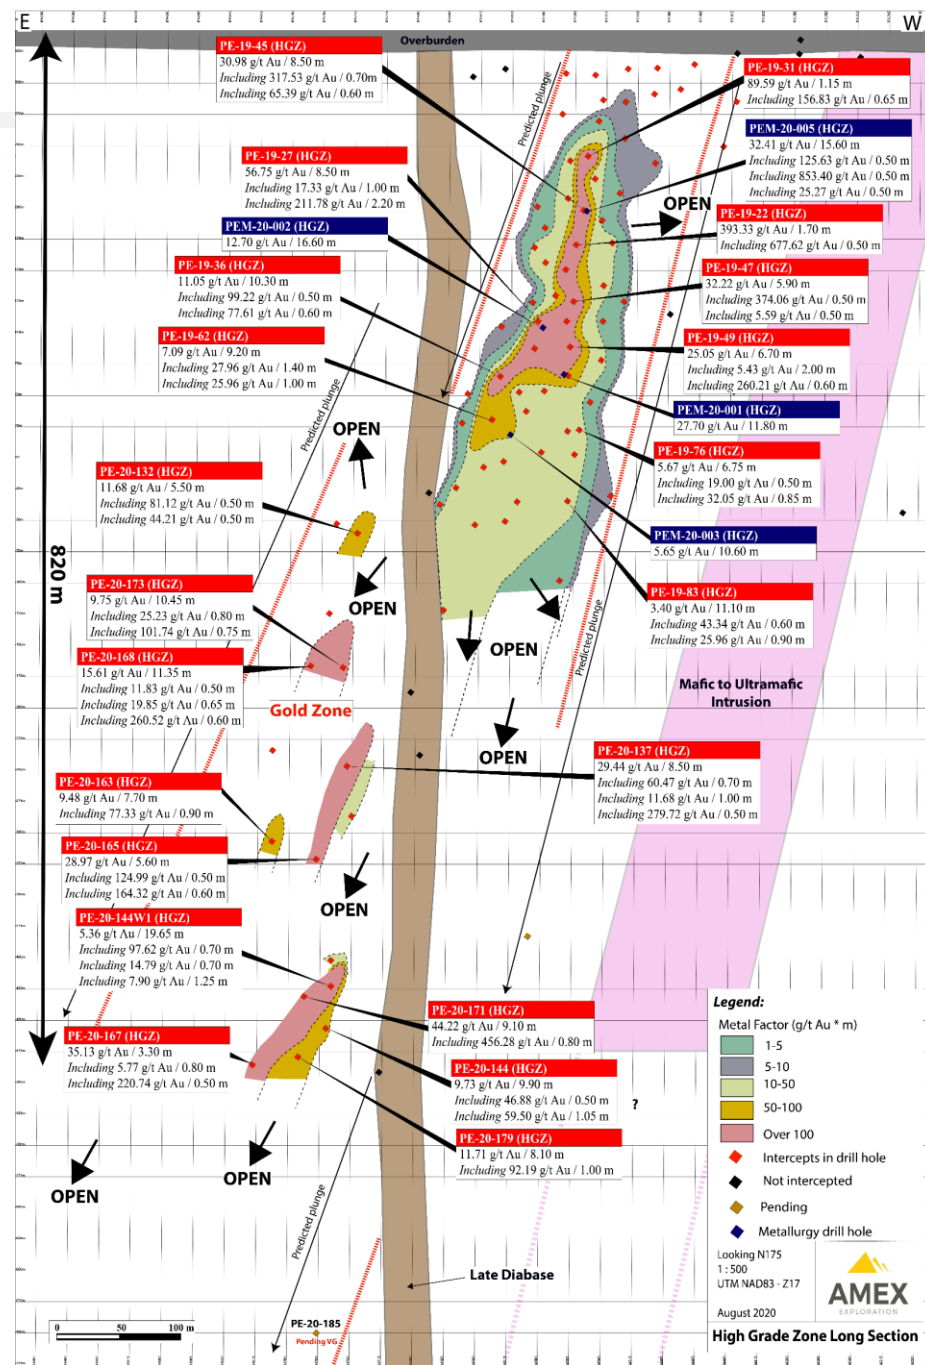 E
W
Overburden
PE-19-45 (HGZ)
30.98 g/t Au / 8.50 m
Including 317.53 g/t Au / 0.70m
Including 65.39 g/t Au / 0.60 m
PE-19-31 (HGZ)
89.59 g/t Au / 1.15 m
Including 156.83 g/t Au / 0.65 m
Predicted plunge
PEM-20-005 (HGZ)
32.41 g/t Au / 15.60 m
Including 125.63 g/t Au / 0.50 m
Including 853.40 g/t Au / 0.50 m
Including 25.27 g/t Au / 0.50 m
PE-19-27 (HGZ)
56.75 g/t Au / 8.50 m
Including 17.33 g/t Au / 1.00 m
Including 211.78 g/t Au / 2.20 m
OPEN
PE-19-22 (HGZ)
393.33 g/t Au / 1.70 m
Including 677.62 g/t Au / 0.50 m
PEM-20-002 (HGZ)
12.70 g/t Au / 16.60 m
PE-19-36 (HGZ)
11.05 g/t Au / 10.30 m
Including 99.22 g/t Au / 0.50 m
Including 77.61 g/t Au / 0.60 m
PE-19-47 (HGZ)
32.22 g/t Au / 5.90 m
Including 374.06 g/t Au / 0.50 m
Including 5.59 g/t Au / 0.50 m
PE-19-62 (HGZ)
7.09 g/t Au / 9.20 m
Including 27.96 g/t Au / 1.40 m
Including 25.96 g/t Au / 1.00 m
PE-19-49 (HGZ)
25.05 g/t Au / 6.70 m
Including 5.43 g/t Au / 2.00 m
Including 260.21 g/t Au / 0.60 m
Predicted plunge
PEM-20-001 (HGZ)
27.70 g/t Au / 11.80 m
OPEN
PE-19-76 (HGZ)
5.67 g/t Au / 6.75 m
Including 19.00 g/t Au / 0.50 m
Including 32.05 g/t Au / 0.85 m
PE-20-132 (HGZ)
11.68 g/t Au / 5.50 m
Including 81.12 g/t Au / 0.50 m
Including 44.21 g/t Au / 0.50 m
PEM-20-003 (HGZ)
5.65 g/t Au / 10.60 m
820 m
PE-20-173 (HGZ)
9.75 g/t Au / 10.45 m
Including 25.23 g/t Au / 0.80 m
Including 101.74 g/t Au / 0.75 m
OPEN
PE-19-83 (HGZ)
3.40 g/t Au / 11.10 m
Including 43.34 g/t Au / 0.60 m
Including 25.96 g/t Au / 0.90 m
OPEN
Predicted plunge
PE-20-168 (HGZ)
15.61 g/t Au / 11.35 m
Including 11.83 g/t Au / 0.50 m
Including 19.85 g/t Au / 0.65 m
Including 260.52 g/t Au / 0.60 m
Mafic to Ultramafic
Intrusion
Gold Zone
OPEN
PE-20-137 (HGZ)
29.44 g/t Au / 8.50 m
Including 60.47 g/t Au / 0.70 m
Including 11.68 g/t Au / 1.00 m
Including 279.72 g/t Au / 0.50 m
PE-20-163 (HGZ)
9.48 g/t Au / 7.70 m
Including 77.33 g/t Au / 0.90 m
PE-20-165 (HGZ)
28.97 g/t Au / 5.60 m
Including 124.99 g/t Au / 0.50 m
Including 164.32 g/t Au / 0.60 m
OPEN
PE-20-144W1 (HGZ)
5.36 g/t Au / 19.65 m
Including 97.62 g/t Au / 0.70 m
Including 14.79 g/t Au / 0.70 m
Including 7.90 g/t Au / 1.25 m
PE-20-171 (HGZ)
44.22 g/t Au / 9.10 m
Including 456.28 g/t Au / 0.80 m
PE-20-167 (HGZ)
35.13 g/t Au / 3.30 m
Including 5.77 g/t Au / 0.80 m
Including 220.74 g/t Au / 0.50 m
PE-20-144 (HGZ)
9.73 g/t Au / 9.90 m
Including 46.88 g/t Au / 0.50 m
Including 59.50 g/t Au / 1.05 m
?
PE-20-179 (HGZ)
11.71 g/t Au / 8.10 m
Including 92.19 g/t Au / 1.00 m
OPEN
OPEN
Predicted plunge
Late Diabase
PE-20-185
Pending VG
0 50 100 m
Legend:
Metal Factor (g/t Au * m)
1-5
5-10
10-50
50-100
Over 100
Intercepts in drill hole
Not intercepted
Pending
Metallurgy drill hole
Looking N175
1 : 500
UTM NAD83 - Z17
August 2020
AMEX
EXPLORATION
High Grade Zone Long Section